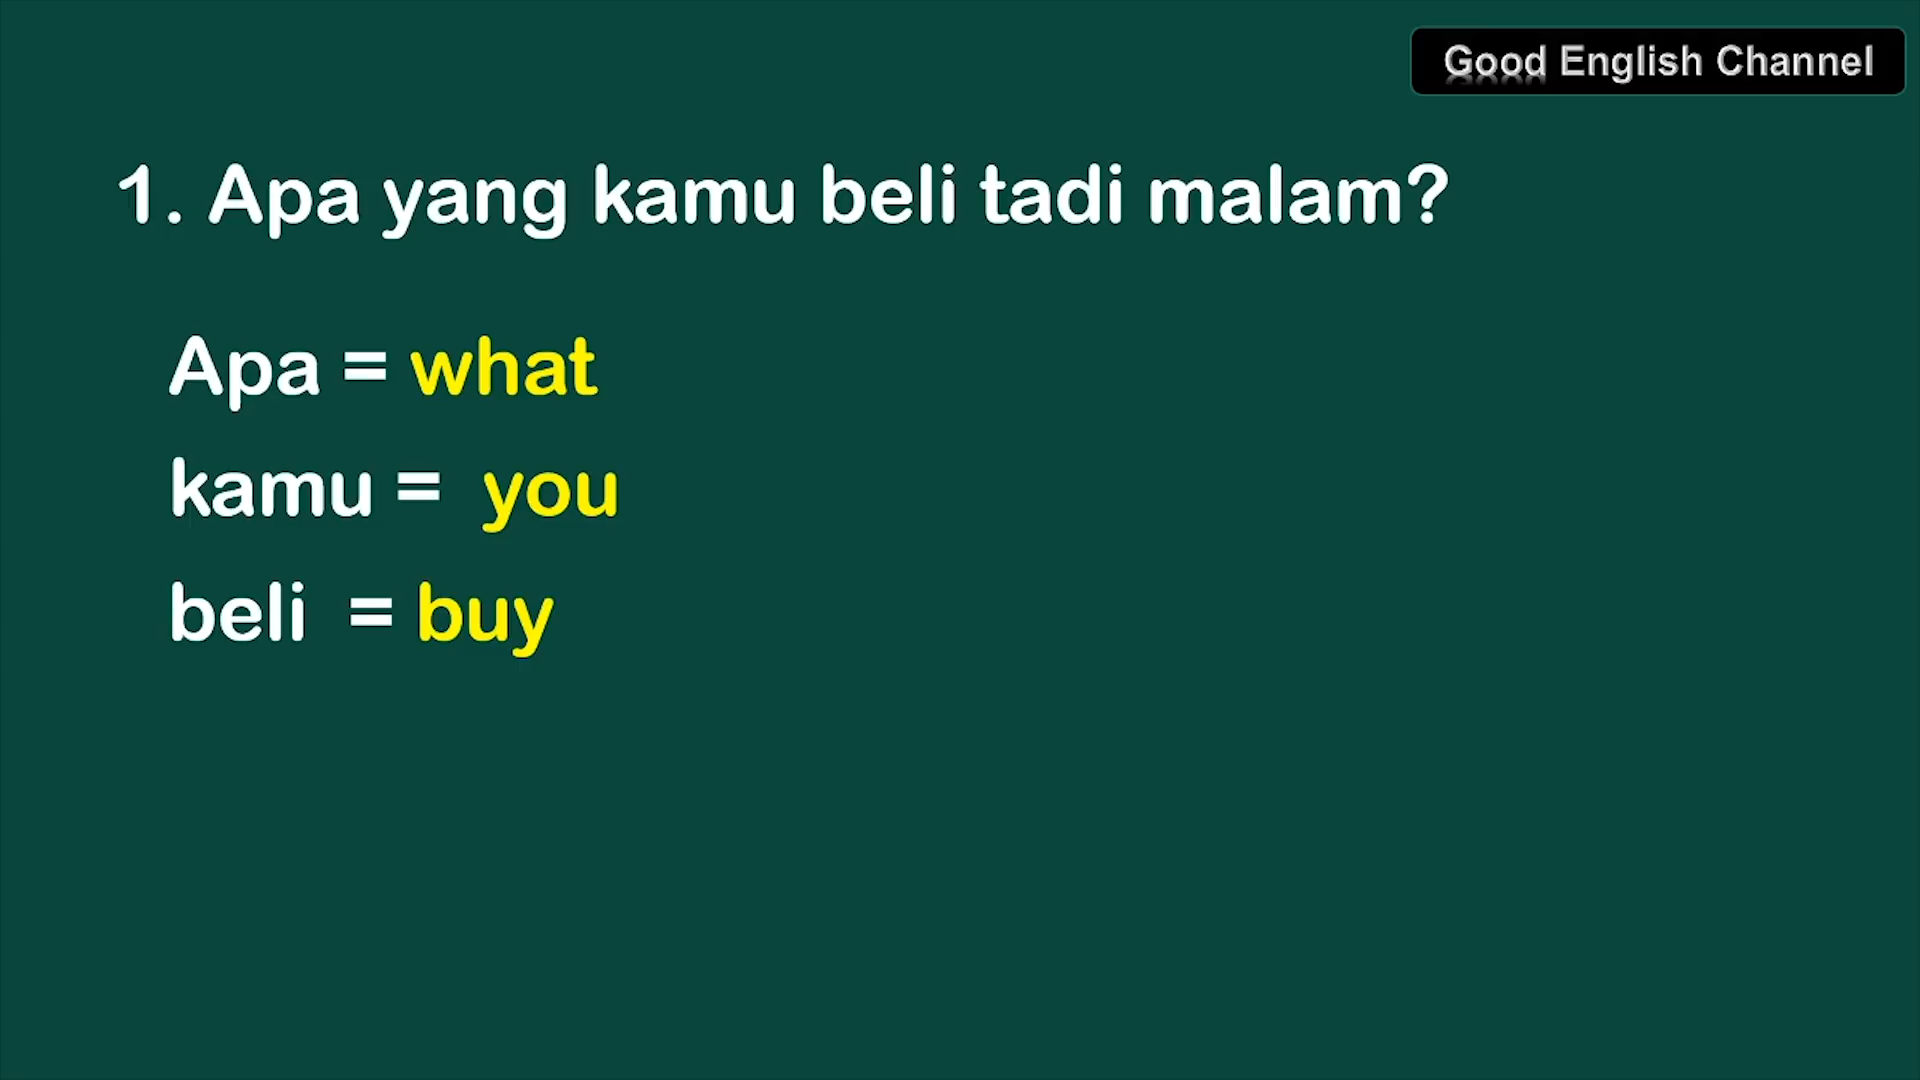 Good English Channel
1. Apa yang kamu beli tadi malam?
Apa = what
kamu = you
beli = buy